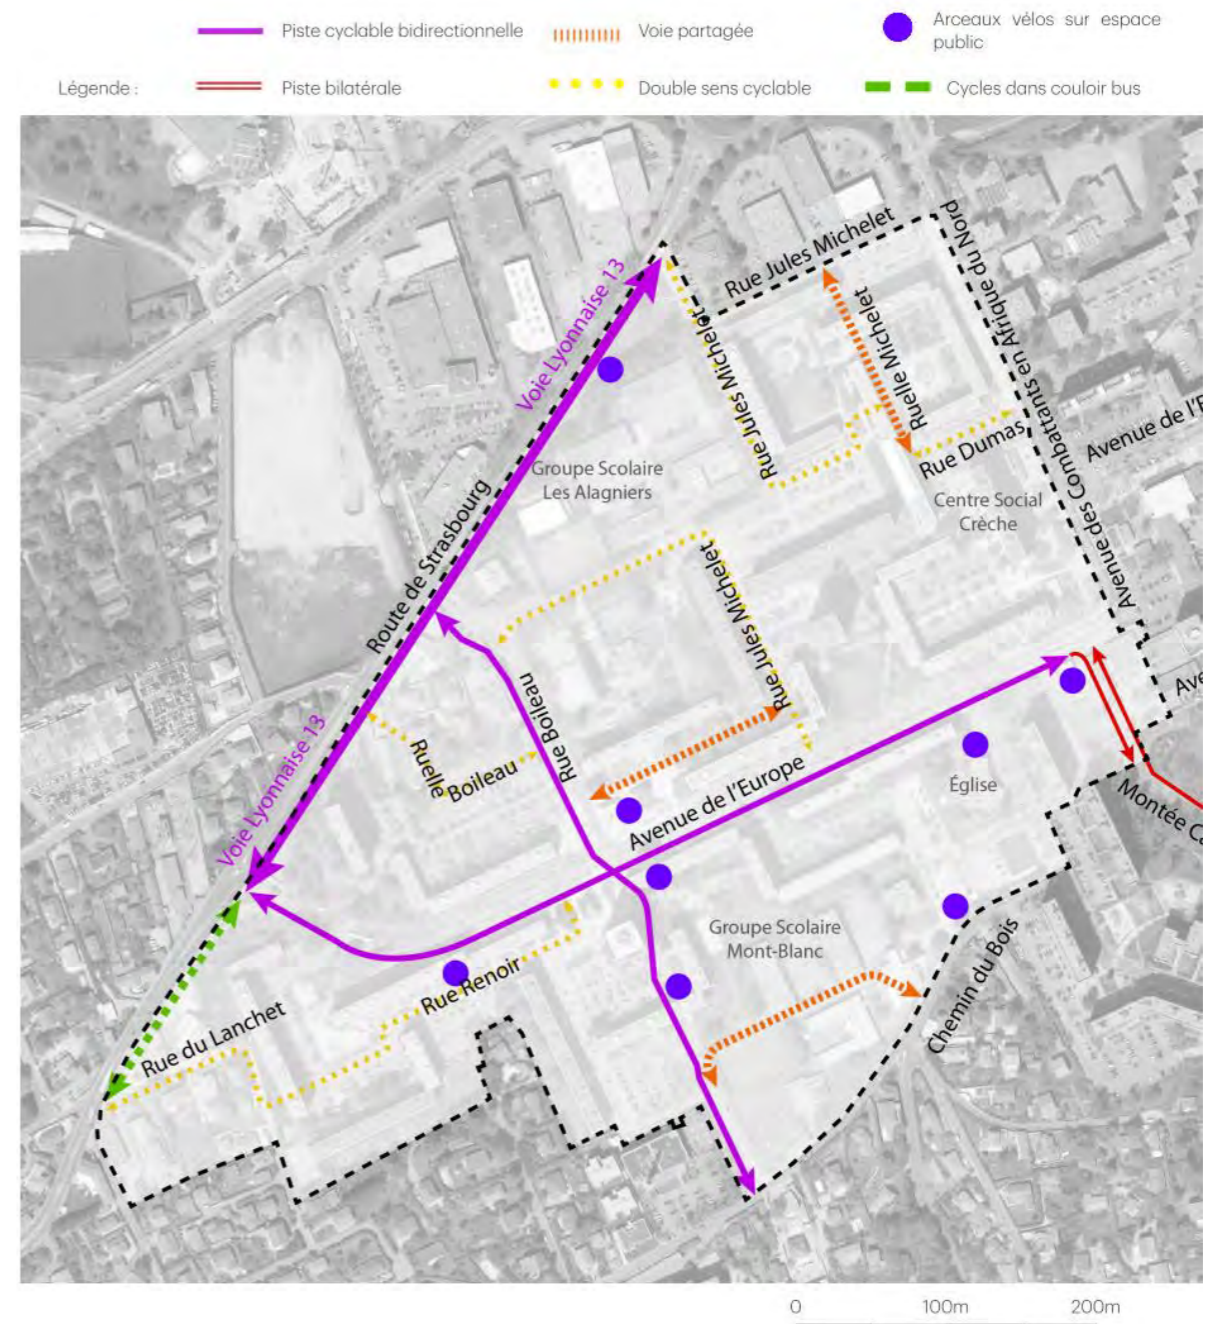 Piste cyclable bidirectionnelle
Voie partagée
Arceaux vélos sur espace
public
Légende :
Piste bilatérale
Double sens cyclable
Cycles dans couloir bus
Rue Jules Michelet
Avenue des Combattants en Afrique du Nord
Voie Lyonnaise 13
Rue Jules Michelet
Ruelle Michelet
Avenue de l'E
Rue Dumas
Groupe Scolaire
Les Alagniers
Centre Social
Crèche
Route de Strasbourg
Rue Jules Michelet
Ave
Rue Boileau
Voie Lyonnaise 13
Ruelle Boileau
Avenue de l'Europe
Église
Montée Ca
Groupe Scolaire
Mont-Blanc
Chemin du Bois
Rue Renoir
Rue du Lanchet
0 100m 200m